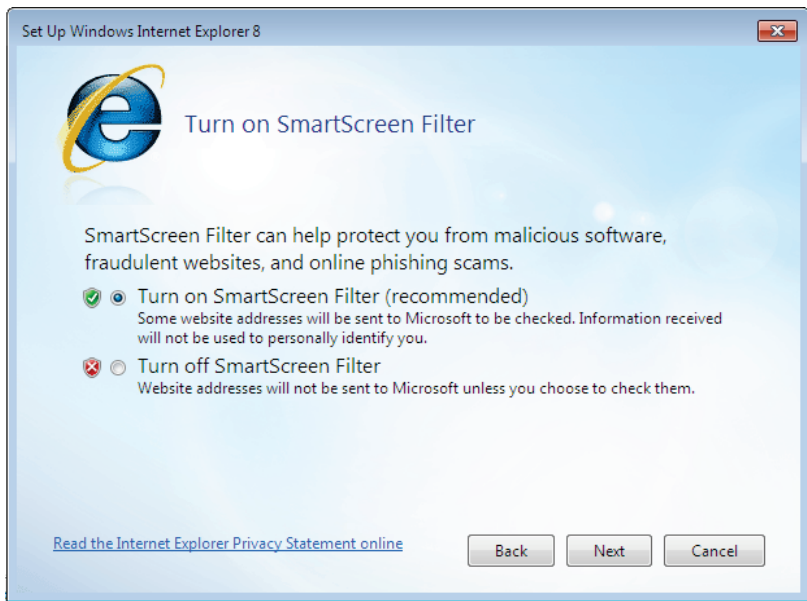 Set Up Windows Internet Explorer 8
Turn on SmartScreen Filter
SmartScreen Filter can help protect you from malicious software,
fraudulent websites, and online phishing scams.
Turn on SmartScreen Filter (recommended)
Some website addresses will be sent to Microsoft to be checked. Information received
will not be used to personally identify you.
Turn off SmartScreen Filter
Website addresses will not be sent to Microsoft unless you choose to check them.
Read the Internet Explorer Privacy Statement online
Back Next Cancel